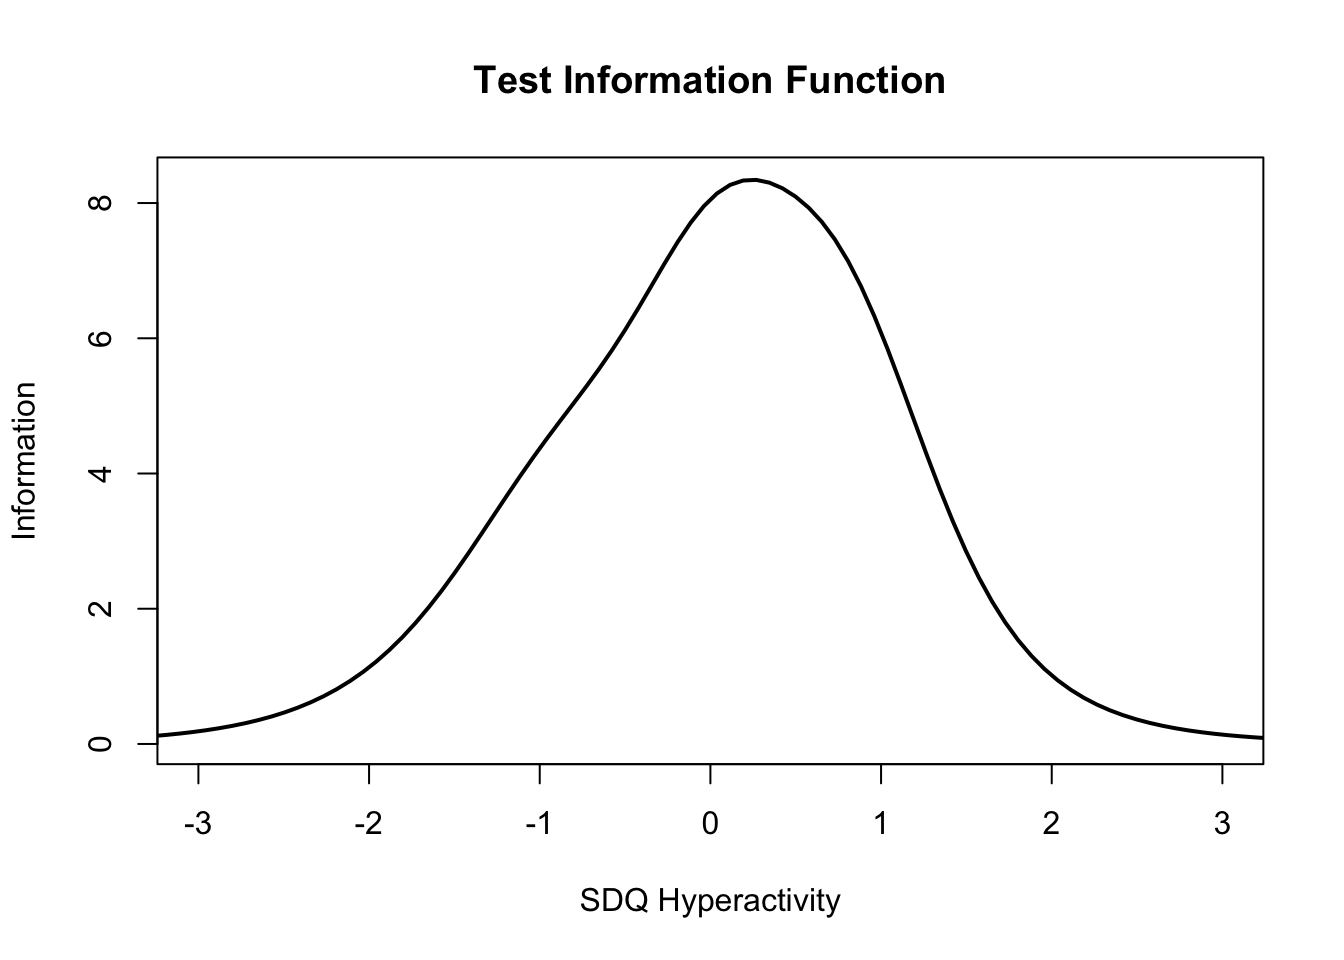 Test Information Function
8
6
4
2
0
Information
-3 -2 -1 0 1 2 3
SDQ Hyperactivity